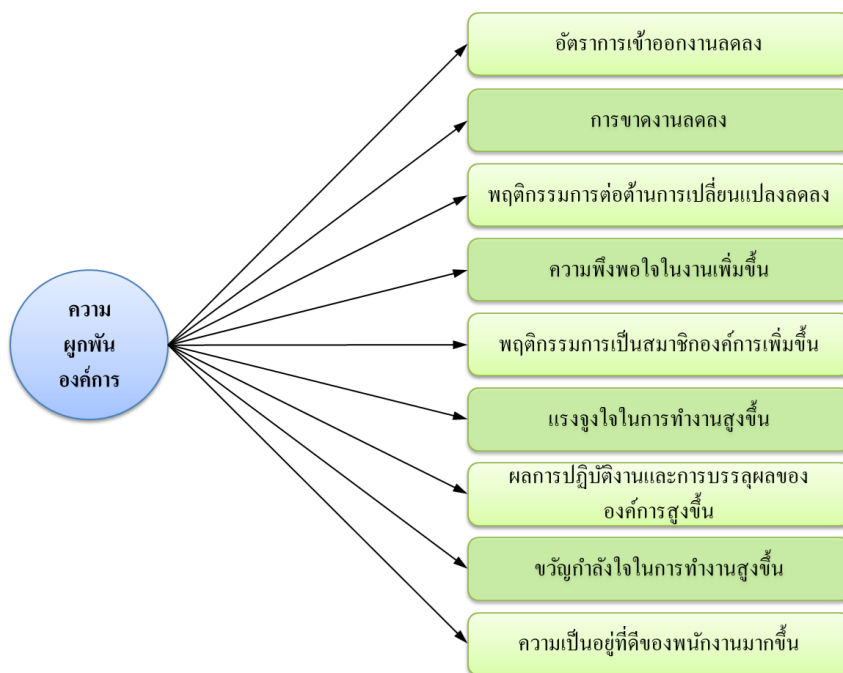 อัตราการเข้าออกงานลดลง
การขาดงานลดลง
พฤติกรรมการต่อต้านการเปลี่ยนแปลงลดลง
ความพึงพอใจในงานเพิ่มขึ้น
ความ
ผูกพัน
องค์การ
พฤติกรรมการเป็นสมาชิกองค์การเพิ่มขึ้น
แรงจูงใจในการทำงานสูงขึ้น
ผลการปฏิบัติงานและการบรรลุผลของ
องค์การสูงขึ้น
ขวัญกำลังใจในการทำงานสูงขึ้น
ความเป็นอยู่ที่ดีของพนักงานมากขึ้น